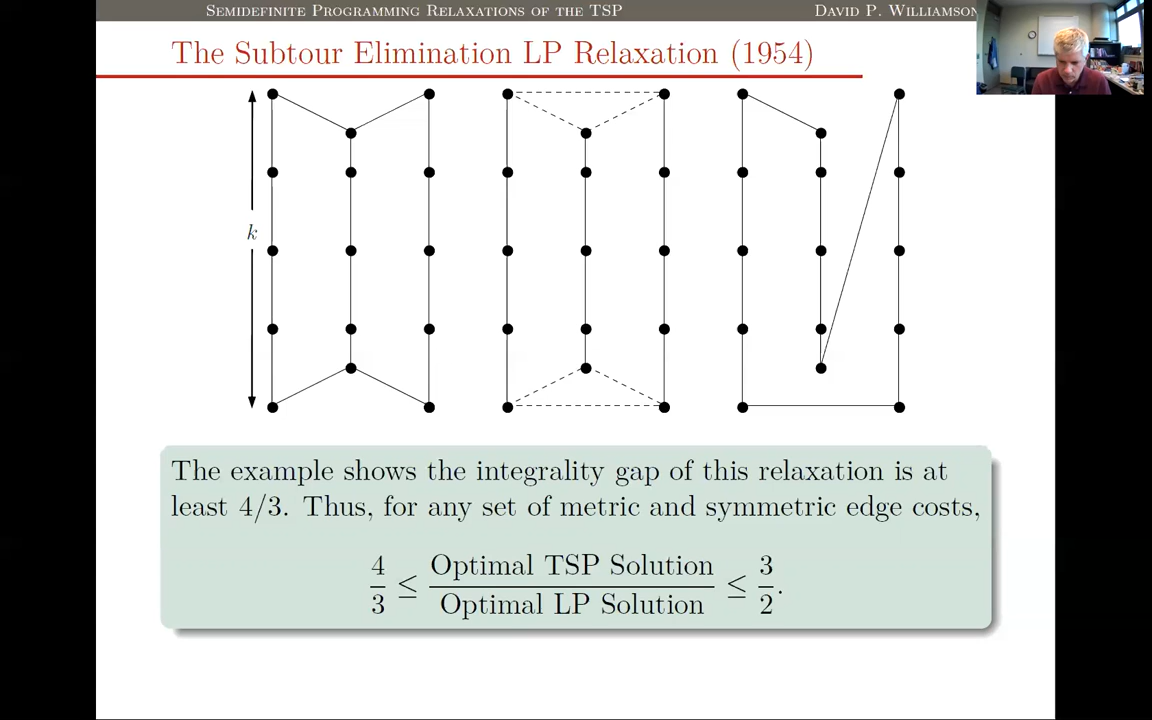 SEMIDEFINITE PROGRAMMING RELAXATIONS OF THE TSP
DAVID P. WILLIAMSON
The Subtour Elimination LP Relaxation (1954)
k
The example shows the integrality gap of this relaxation is at
least 4/3. Thus, for any set of metric and symmetric edge costs,
4/3 ≤ Optimal TSP Solution / Optimal LP Solution ≤ 3/2.